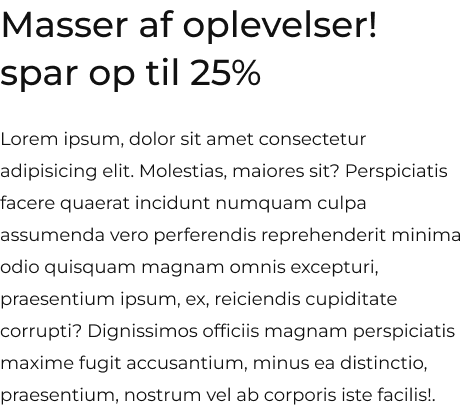 Masser af oplevelser!
spar op til 25%
Lorem ipsum, dolor sit amet consectetur
adipisicing elit. Molestias, maiores sit? Perspiciatis
facere quaerat incidunt numquam culpa
assumenda vero perferendis reprehenderit minima
odio quisquam magnam omnis excepturi,
praesentium ipsum, ex, reiciendis cupiditate
corrupti? Dignissimos officiis magnam perspiciatis
maxime fugit accusantium, minus ea distinctio,
praesentium, nostrum vel ab corporis iste facilis!.